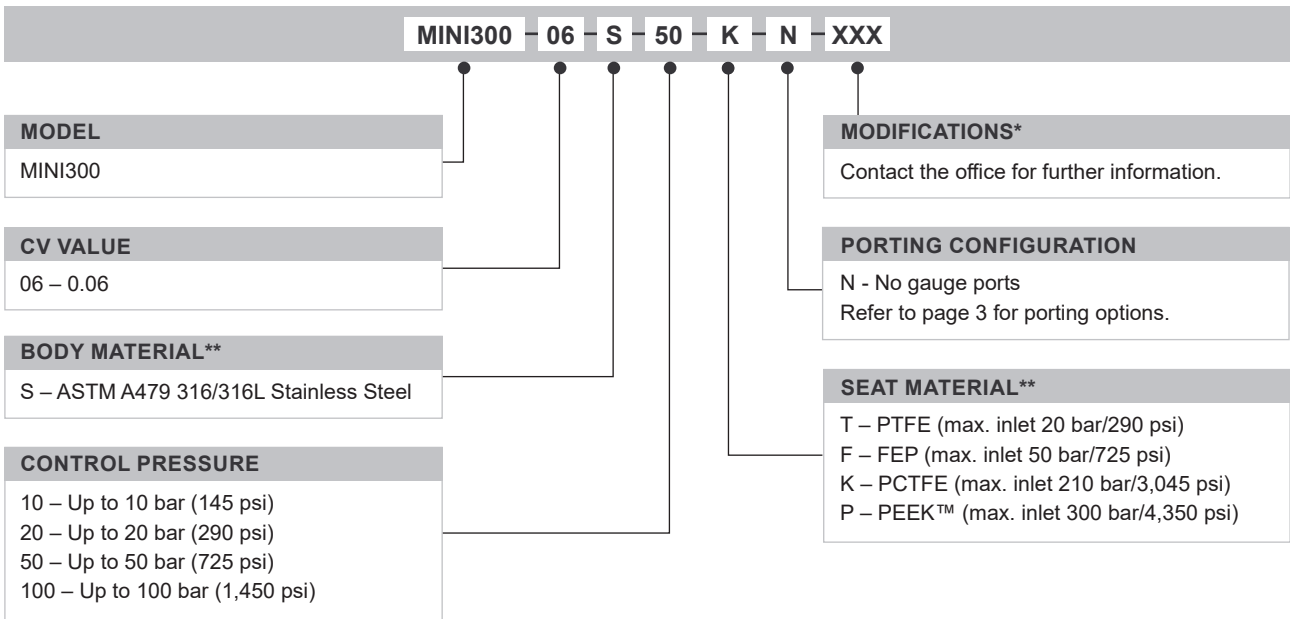 MINI300 06 S 50 K N XXX
MODEL
MINI300
CV VALUE
06 – 0.06
BODY MATERIAL**
S – ASTM A479 316/316L Stainless Steel
CONTROL PRESSURE
10 – Up to 10 bar (145 psi)
20 – Up to 20 bar (290 psi)
50 – Up to 50 bar (725 psi)
100 – Up to 100 bar (1,450 psi)
MODIFICATIONS*
Contact the office for further information.
PORTING CONFIGURATION
N - No gauge ports
Refer to page 3 for porting options.
SEAT MATERIAL**
T – PTFE (max. inlet 20 bar/290 psi)
F – FEP (max. inlet 50 bar/725 psi)
K – PCTFE (max. inlet 210 bar/3,045 psi)
P – PEEK™ (max. inlet 300 bar/4,350 psi)